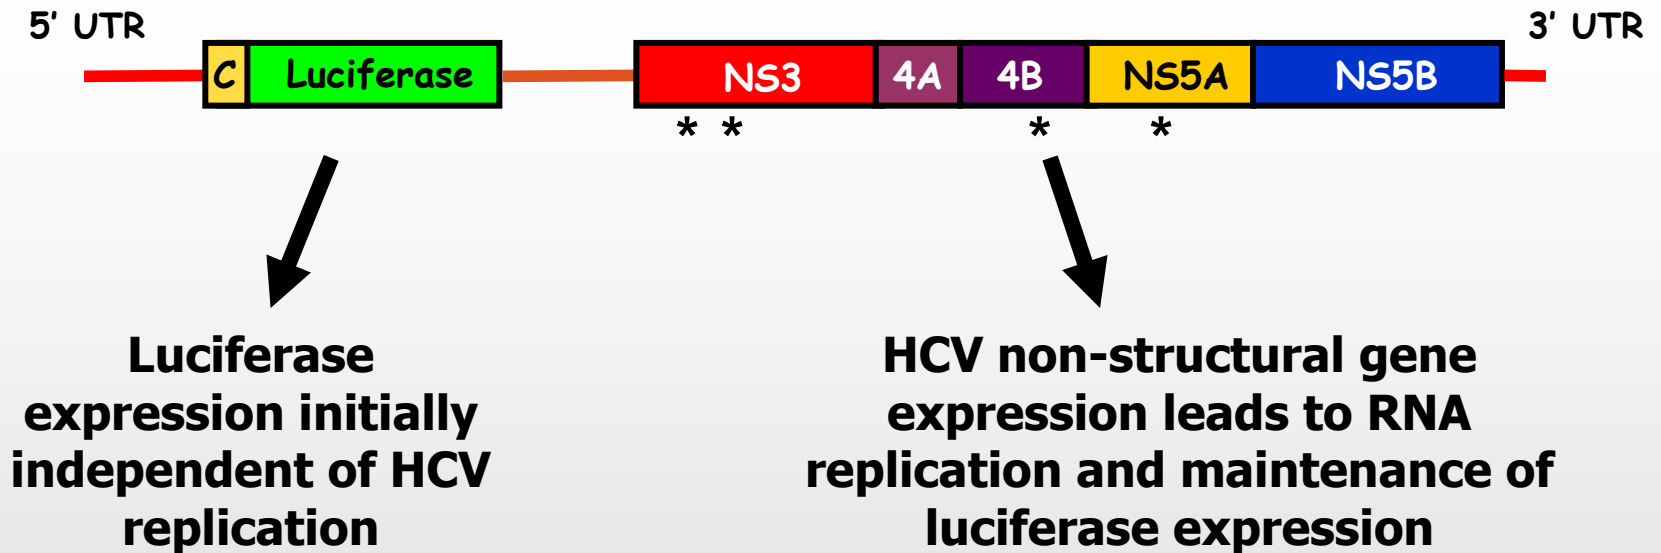 5' UTR
3' UTR
C Luciferase NS3 4A 4B NS5A NS5B
* * * *
Luciferase
expression initially
independent of HCV
replication
HCV non-structural gene
expression leads to RNA
replication and maintenance of
luciferase expression